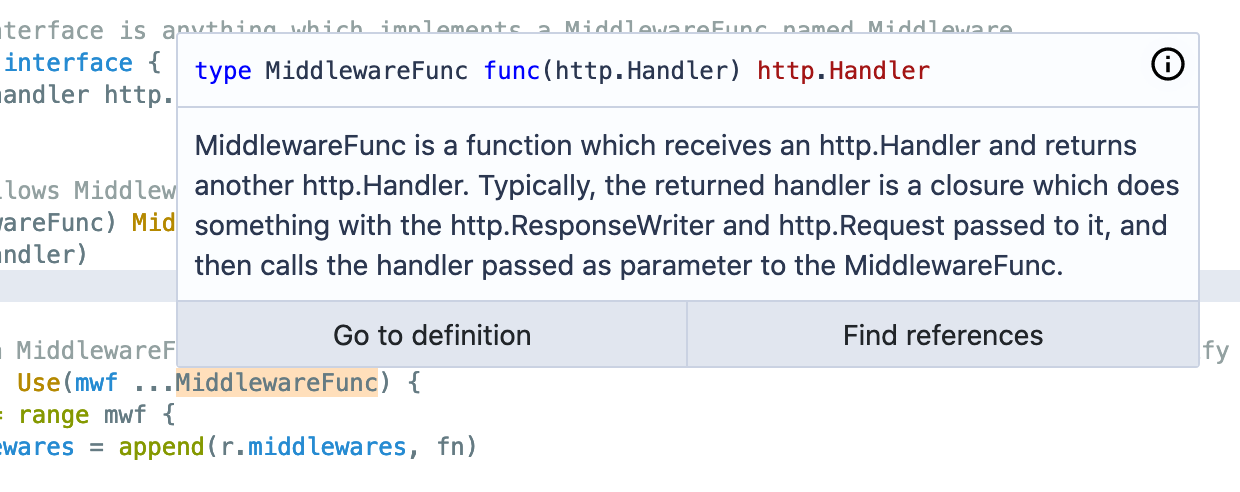 interface is anything which implements a MiddlewareFunc named Middleware.
interface {
type MiddlewareFunc func(http.Handler) http.Handler
handler http.
MiddlewareFunc is a function which receives an http.Handler and returns
another http.Handler. Typically, the returned handler is a closure which does
llows Middlew
something with the http.ResponseWriter and http.Request passed to it, and
wareFunc) Mid
andler)
then calls the handler passed as parameter to the MiddlewareFunc.
Go to definition
Find references
MiddlewareF
fy
Use(mwf ...MiddlewareFunc) {
= range mwf {
ewares = append(r.middlewares, fn)